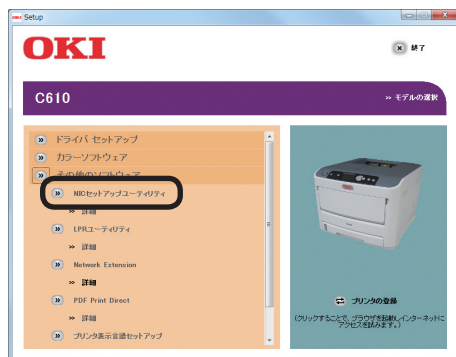 Setup
OKI
終了
C610
» モデルの選択
ドライバ セットアップ
カラーソフトウェア
その他のソフトウェア
NICセットアップユーティリティ
» 詳細
LPRユーティリティ
» 詳細
Network Extension
» 詳細
PDF Print Direct
» 詳細
プリンタ表示言語セットアップ
プリンタの登録
(クリックすることで、ブラウザを起動しインターネットに
アクセスを試みます。)